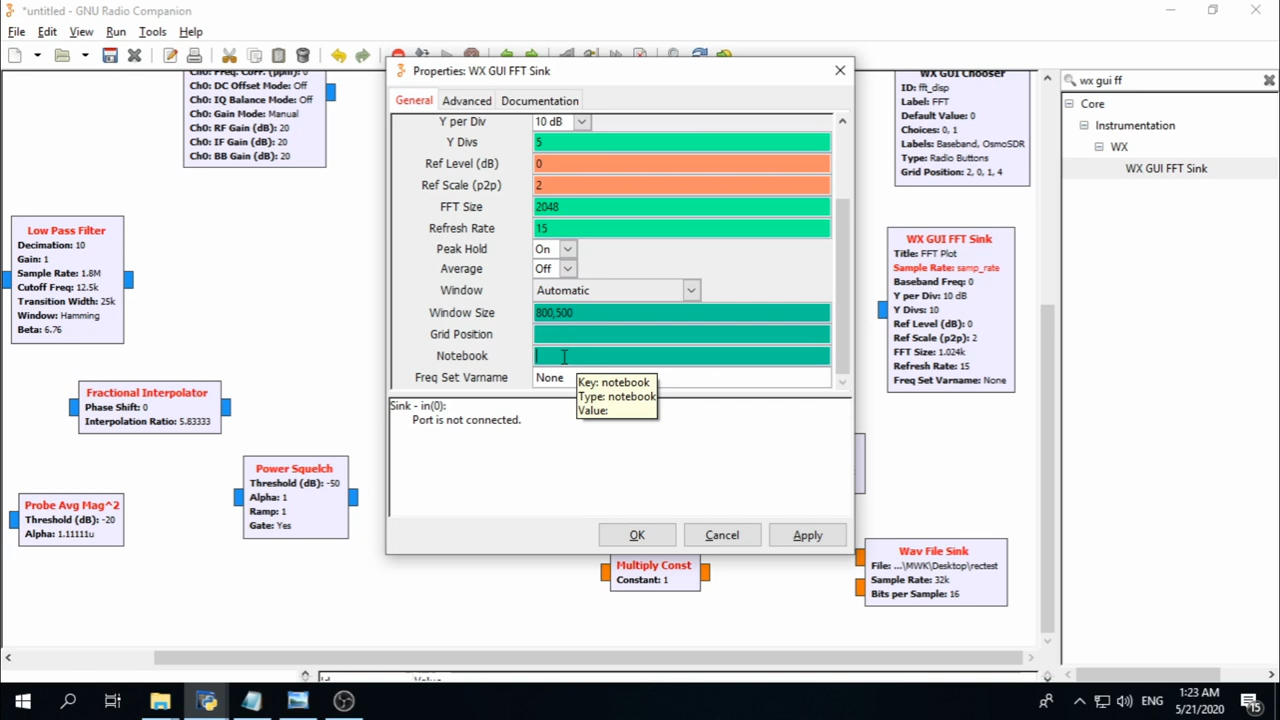 *untitled - GNU Radio Companion
File Edit View Run Tools Help
Ch0: Freq. Corr. (ppm): 0
Ch0: DC Offset Mode: Off
Ch0: IQ Balance Mode: Off
Ch0: Gain Mode: Manual
Ch0: RF Gain (dB): 20
Ch0: IF Gain (dB): 20
Ch0: BB Gain (dB): 20
Low Pass Filter
Decimation: 10
Gain: 1
Sample Rate: 1.8M
Cutoff Freq: 12.5k
Transition Width: 25k
Window: Hamming
Beta: 6.76
Fractional Interpolator
Phase Shift: 0
Interpolation Ratio: 5.83333
Power Squelch
Threshold (dB): -50
Alpha: 1
Ramp: 1
Gate: Yes
Probe Avg Mag^2
Threshold (dB): -20
Alpha: 1.11111u
Properties: WX GUI FFT Sink
General Advanced Documentation
Y per Div 10 dB
Y Divs 5
Ref Level (dB) 0
Ref Scale (p2p) 2
FFT Size 2048
Refresh Rate 15
Peak Hold On
Average Off
Window Automatic
Window Size 800,500
Grid Position
Notebook
Freq Set Varname None
Key: notebook
Type: notebook
Value:
Sink - in(0):
Port is not connected.
OK Cancel Apply
Multiply Const
Constant: 1
WX GUI Chooser
ID: fft_disp
Label: FFT
Default Value: 0
Choices: 0, 1
Labels: Baseband, OsmoSDR
Type: Radio Buttons
Grid Position: 2, 0, 1, 4
WX GUI FFT Sink
Title: FFT Plot
Sample Rate: samp_rate
Baseband Freq: 0
Y per Div: 10 dB
Y Divs: 10
Ref Level (dB): 0
Ref Scale (p2p): 2
FFT Size: 1.024k
Refresh Rate: 15
Freq Set Varname: None
Wav File Sink
File: ...\MWK\Desktop\rectest
Sample Rate: 32k
Bits per Sample: 16
wx gui ff
Core
Instrumentation
WX
WX GUI FFT Sink
Id Value
ENG
1:23 AM
5/21/2020
15